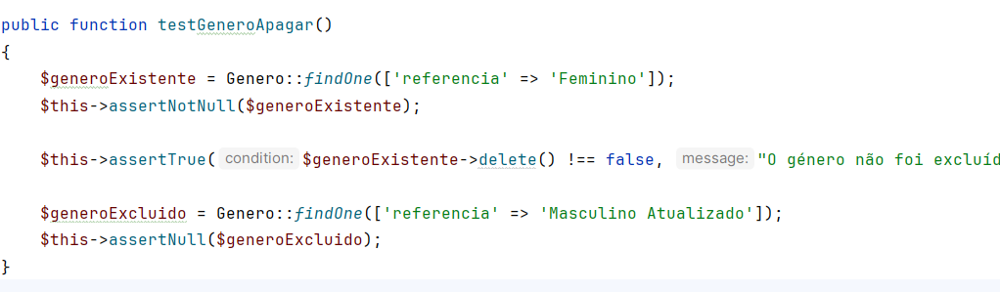 public function testGeneroApagar()
{
$generoExistente = Genero::findOne(['referencia' => 'Feminino']);
$this->assertNotNull($generoExistente);
$this->assertTrue( condition: $generoExistente->delete() !== false, message: "O género não foi excluíd
$generoExcluido = Genero::findOne(['referencia' => 'Masculino Atualizado']);
$this->assertNull($generoExcluido);
}